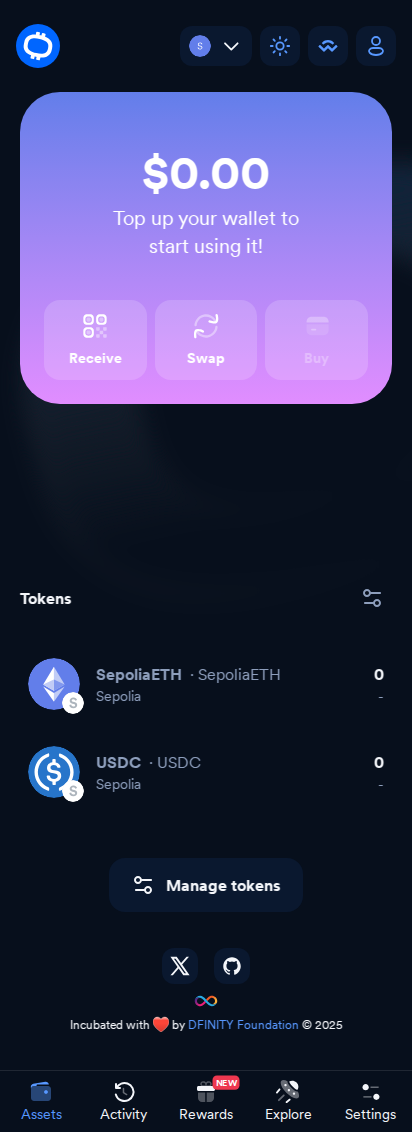 S
$0.00
Top up your wallet to
start using it!
Receive
Swap
Buy
Tokens
SepoliaETH · SepoliaETH
0
S
Sepolia
-
USDC · USDC
0
S
Sepolia
-
Manage tokens
Incubated with ❤️ by DFINITY Foundation © 2025
NEW
Assets
Activity
Rewards
Explore
Settings